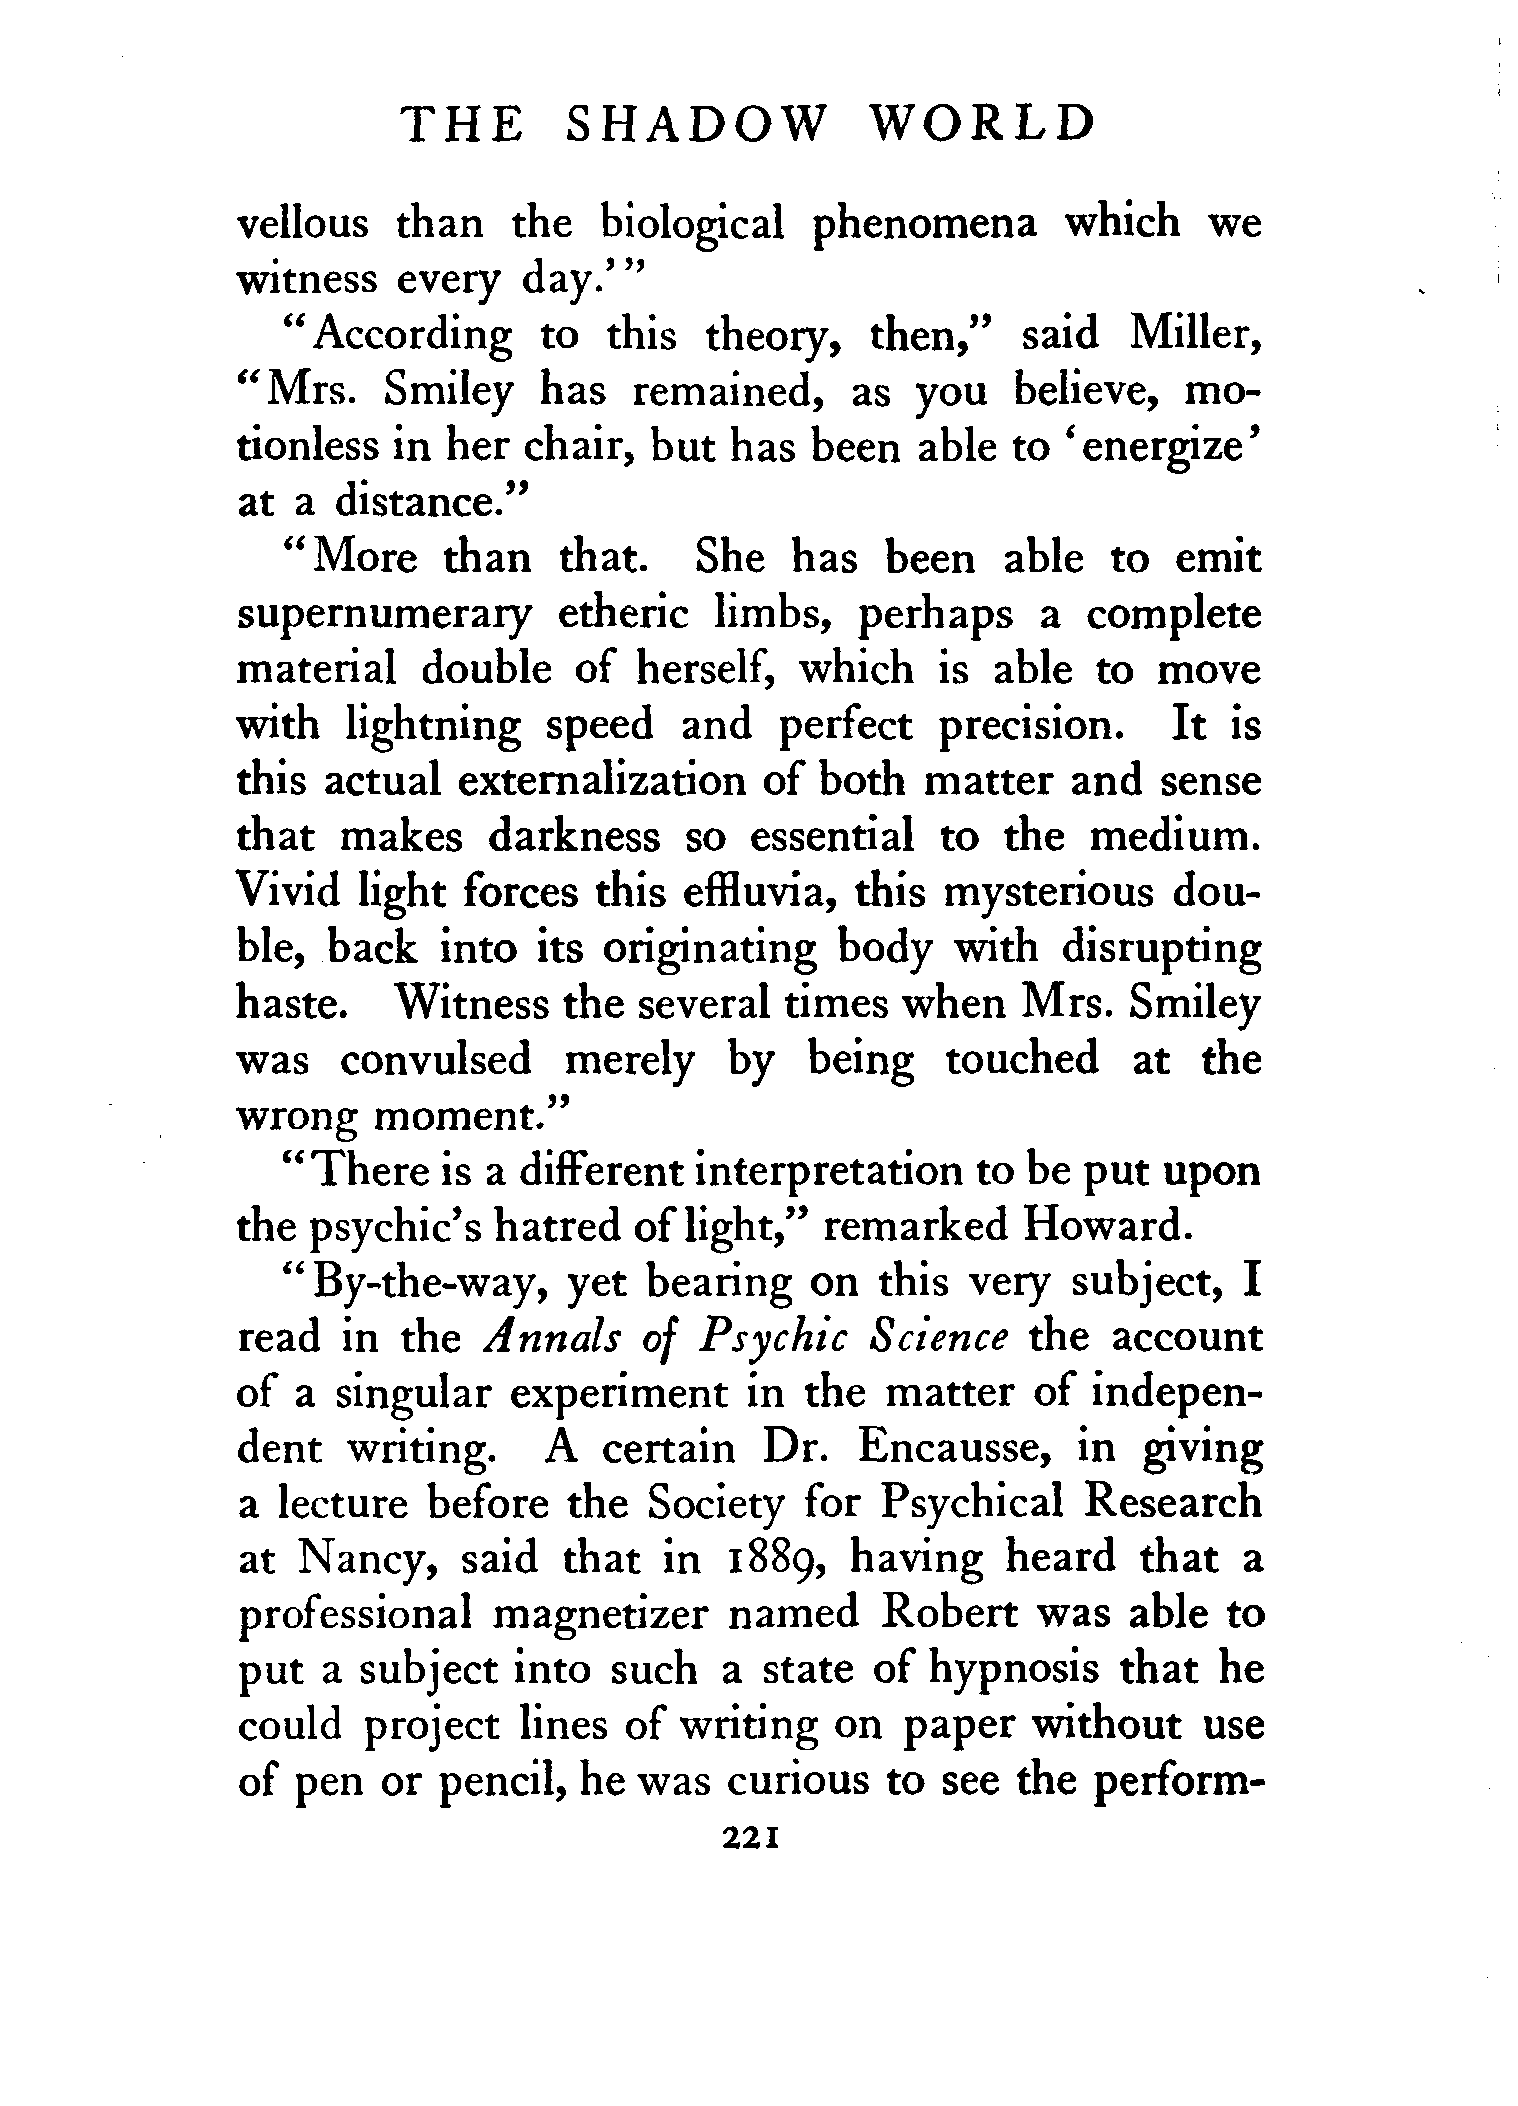 THE SHADOW WORLD
vellous than the biological phenomena which we
witness every day.’”
“According to this theory, then,” said Miller,
“Mrs. Smiley has remained, as you believe, mo-
tionless in her chair, but has been able to ‘energize’
at a distance.”
“More than that. She has been able to emit
supernumerary etheric limbs, perhaps a complete
material double of herself, which is able to move
with lightning speed and perfect precision. It is
this actual externalization of both matter and sense
that makes darkness so essential to the medium.
Vivid light forces this effluvia, this mysterious dou-
ble, back into its originating body with disrupting
haste. Witness the several times when Mrs. Smiley
was convulsed merely by being touched at the
wrong moment.”
“There is a different interpretation to be put upon
the psychic’s hatred of light,” remarked Howard.
“By-the-way, yet bearing on this very subject, I
read in the Annals of Psychic Science the account
of a singular experiment in the matter of indepen-
dent writing. A certain Dr. Encausse, in giving
a lecture before the Society for Psychical Research
at Nancy, said that in 1889, having heard that a
professional magnetizer named Robert was able to
put a subject into such a state of hypnosis that he
could project lines of writing on paper without use
of pen or pencil, he was curious to see the perform-
221